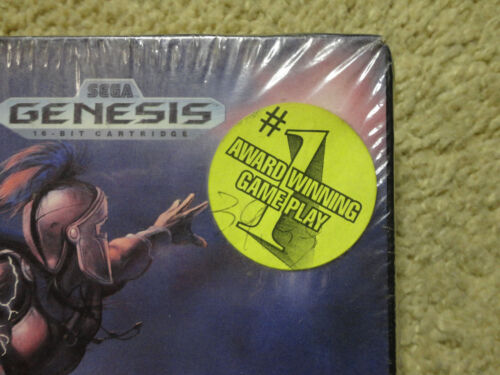 SEGA
GENESIS
16-BIT CARTRIDGE
#1
AWARD WINNING
GAME PLAY